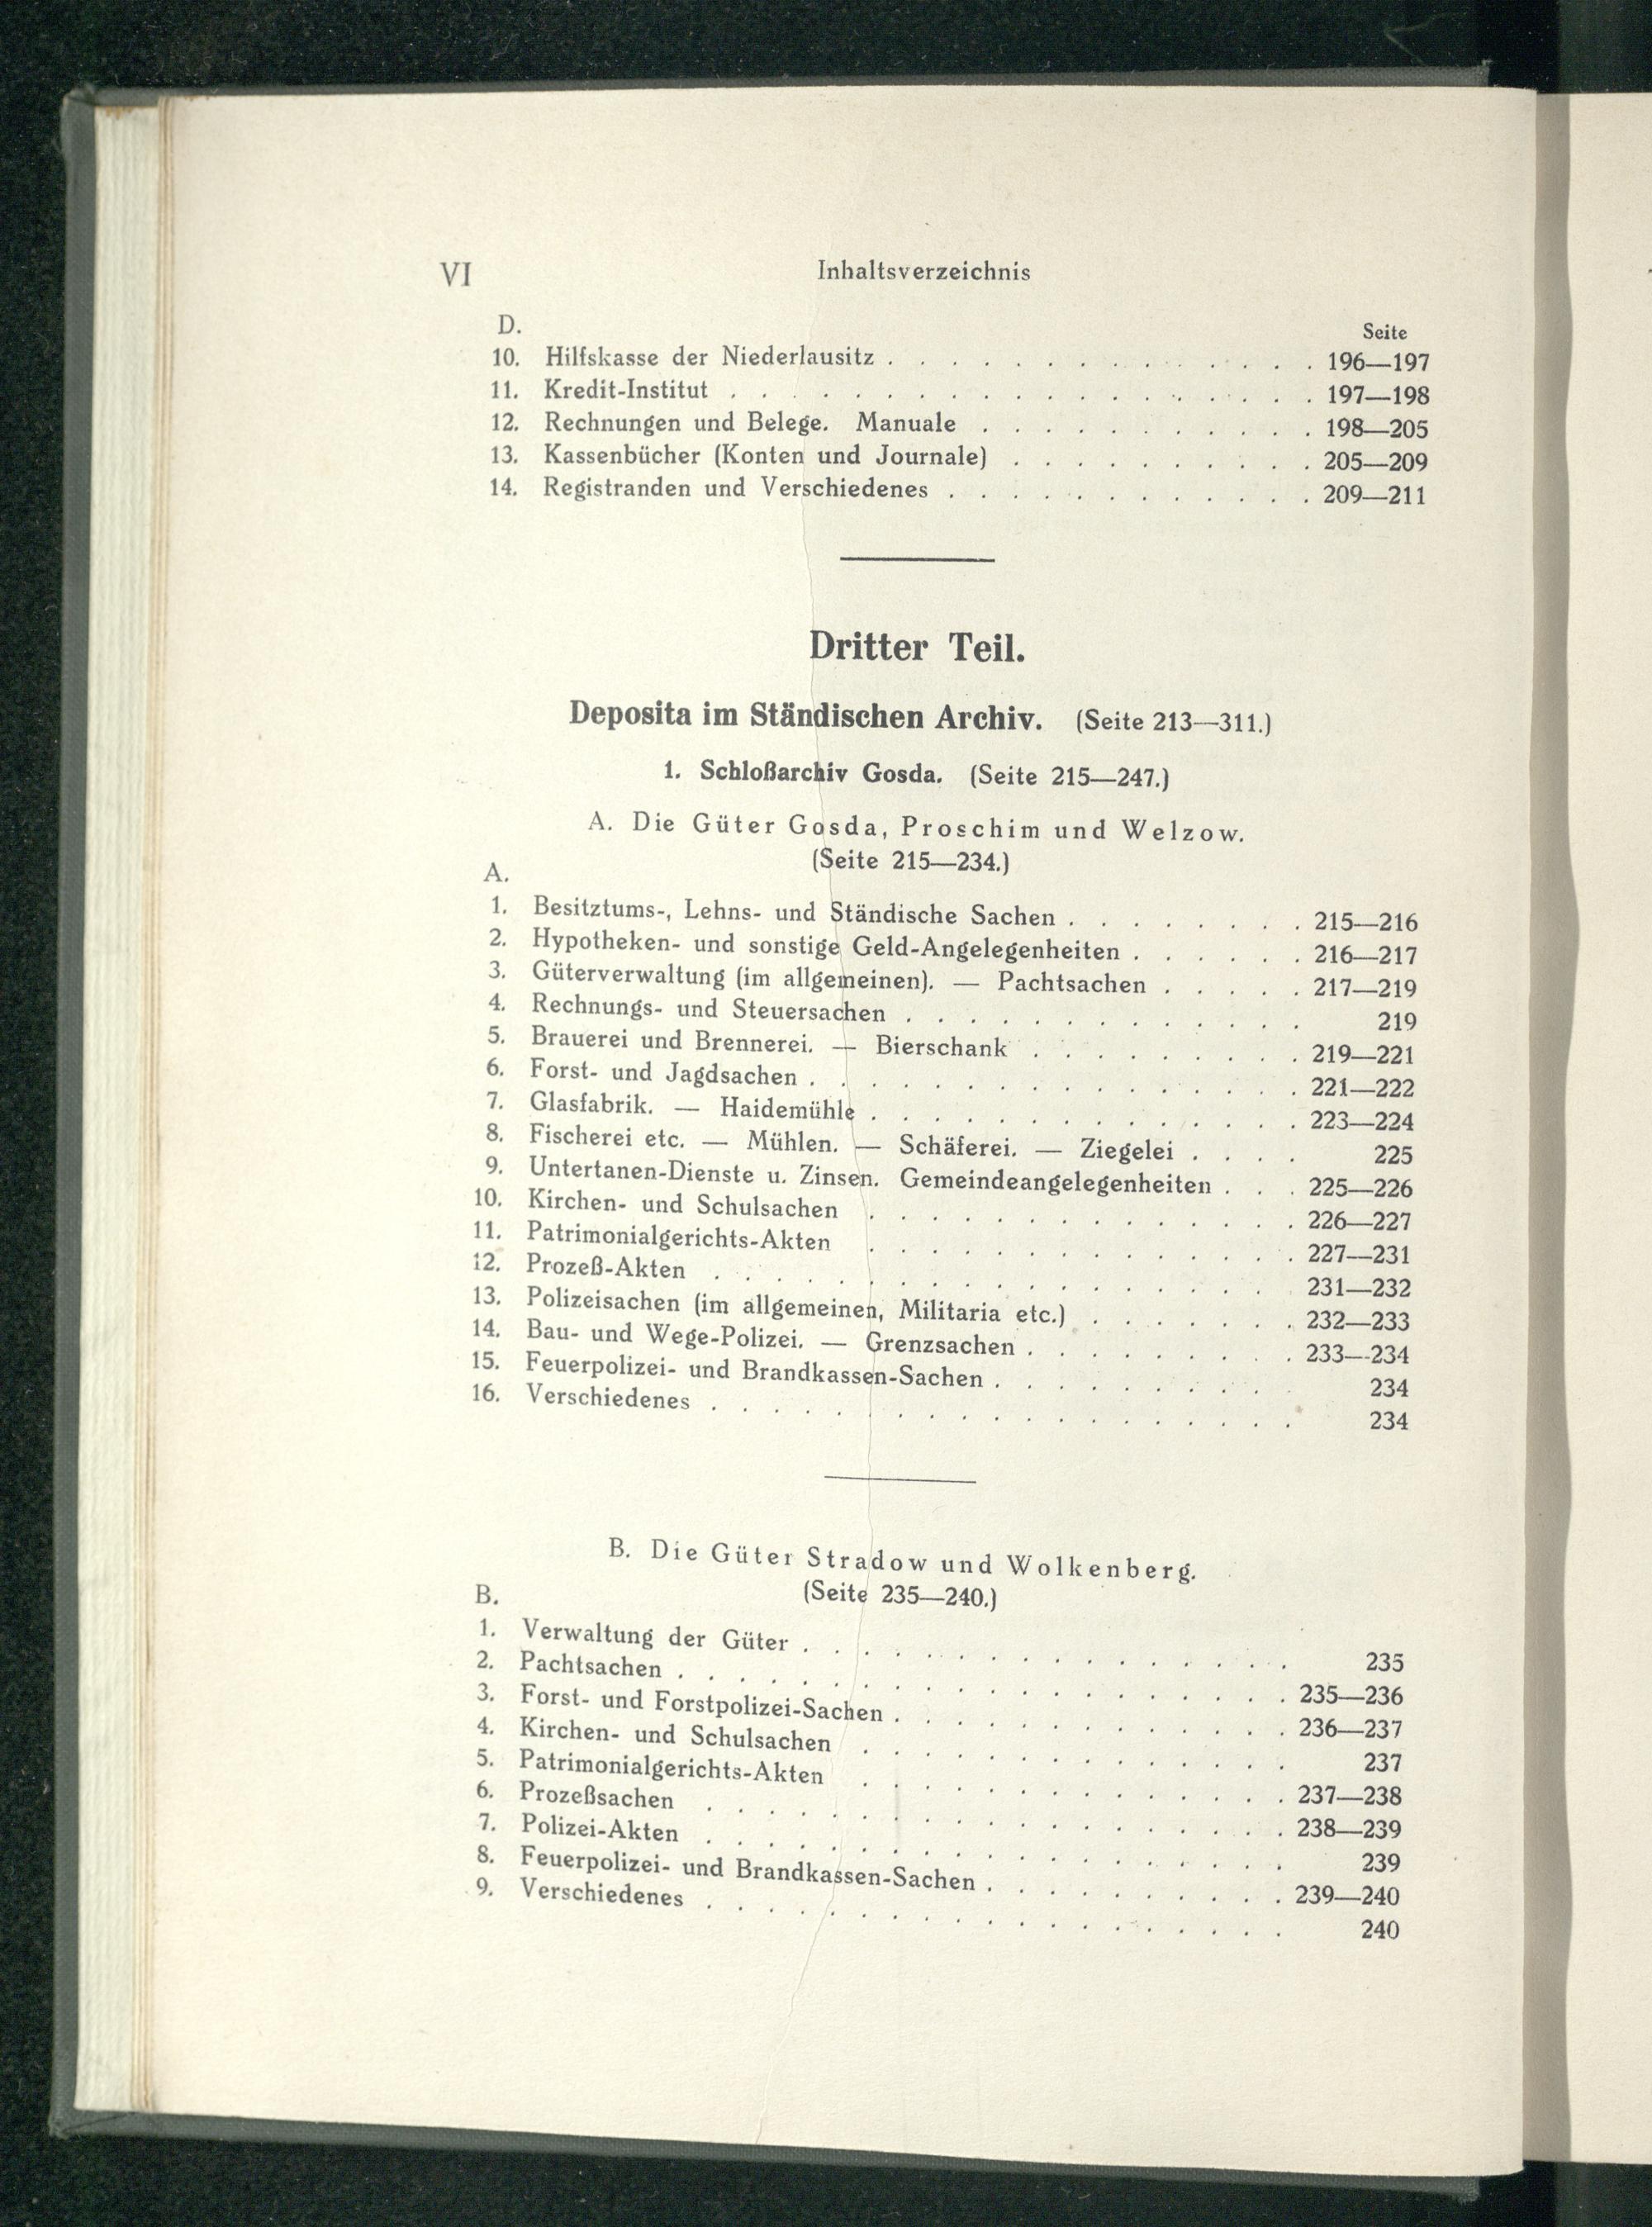 VI Inhaltsverzeichnis
D. Seite
10. Hilfskasse der Niederlausitz . . . . . . . . . . . . . . 196—197
11. Kredit-Institut . . . . . . . . . . . . . . . . . . . 197—198
12. Rechnungen und Belege. Manuale . . . . . . . . . . . 198—205
13. Kassenbücher (Konten und Journale) . . . . . . . . . . 205—209
14. Registranden und Verschiedenes . . . . . . . . . . . . 209—211
Dritter Teil.
Deposita im Ständischen Archiv. (Seite 213—311.)
1. Schloßarchiv Gosda. (Seite 215—247.)
A. Die Güter Gosda, Proschim und Welzow.
(Seite 215—234.)
A.
1. Besitztums-, Lehns- und Ständische Sachen . . . . . . . . 215—216
2. Hypotheken- und sonstige Geld-Angelegenheiten . . . . . . 216—217
3. Güterverwaltung (im allgemeinen). — Pachtsachen . . . . . 217—219
4. Rechnungs- und Steuersachen . . . . . . . . . . . . . 219
5. Brauerei und Brennerei. — Bierschank . . . . . . . . . 219—221
6. Forst- und Jagdsachen . . . . . . . . . . . . . . . . 221—222
7. Glasfabrik. — Haidemühle . . . . . . . . . . . . . . 223—224
8. Fischerei etc. — Mühlen. — Schäferei. — Ziegelei . . . . 225
9. Untertanen-Dienste u. Zinsen. Gemeindeangelegenheiten . . . 225—226
10. Kirchen- und Schulsachen . . . . . . . . . . . . . . 226—227
11. Patrimonialgerichts-Akten . . . . . . . . . . . . . . 227—231
12. Prozeß-Akten . . . . . . . . . . . . . . . . . . 231—232
13. Polizeisachen (im allgemeinen, Militaria etc.) . . . . . . . 232—233
14. Bau- und Wege-Polizei. — Grenzsachen . . . . . . . . . 233—234
15. Feuerpolizei- und Brandkassen-Sachen . . . . . . . . . 234
16. Verschiedenes . . . . . . . . . . . . . . . . . . . 234
B. Die Güter Stradow und Wolkenberg.
(Seite 235—240.)
B.
1. Verwaltung der Güter . . . . . . . . . . . . . . . . 235
2. Pachtsachen . . . . . . . . . . . . . . . . . . . . 235—236
3. Forst- und Forstpolizei-Sachen . . . . . . . . . . . . . 236—237
4. Kirchen- und Schulsachen . . . . . . . . . . . . . . 237
5. Patrimonialgerichts-Akten . . . . . . . . . . . . . . 237—238
6. Prozeßsachen . . . . . . . . . . . . . . . . . . . 238—239
7. Polizei-Akten . . . . . . . . . . . . . . . . . . . 239
8. Feuerpolizei- und Brandkassen-Sachen . . . . . . . . . . 239—240
9. Verschiedenes . . . . . . . . . . . . . . . . . . . 240